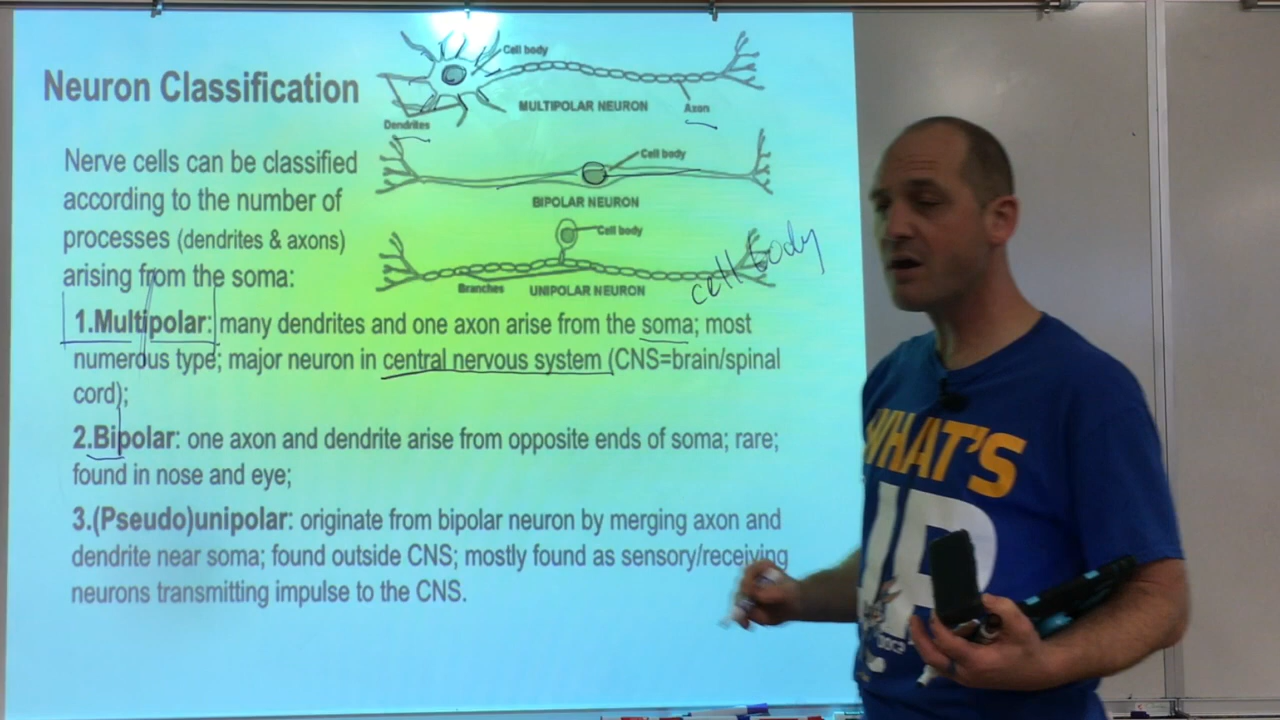 Neuron Classification
Cell body
MULTIPOLAR NEURON
Axon
Dendrites
Cell body
BIPOLAR NEURON
Cell body
Branches
UNIPOLAR NEURON
cell body
Nerve cells can be classified
according to the number of
processes (dendrites & axons)
arising from the soma:
1.Multipolar: many dendrites and one axon arise from the soma; most
numerous type; major neuron in central nervous system (CNS=brain/spinal
cord);
2.Bipolar: one axon and dendrite arise from opposite ends of soma; rare;
found in nose and eye;
3.(Pseudo)unipolar: originate from bipolar neuron by merging axon and
dendrite near soma; found outside CNS; mostly found as sensory/receiving
neurons transmitting impulse to the CNS.
WHAT'S